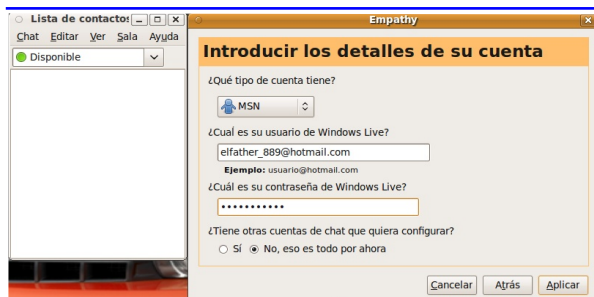 Lista de contactos
Chat Editar Ver Sala Ayuda
Disponible
Empathy
Introducir los detalles de su cuenta
¿Qué tipo de cuenta tiene?
MSN
¿Cuál es su usuario de Windows Live?
elfather_889@hotmail.com
Ejemplo: usuario@hotmail.com
¿Cuál es su contraseña de Windows Live?
•••••••••••
¿Tiene otras cuentas de chat que quiera configurar?
Sí No, eso es todo por ahora
Cancelar Atrás Aplicar